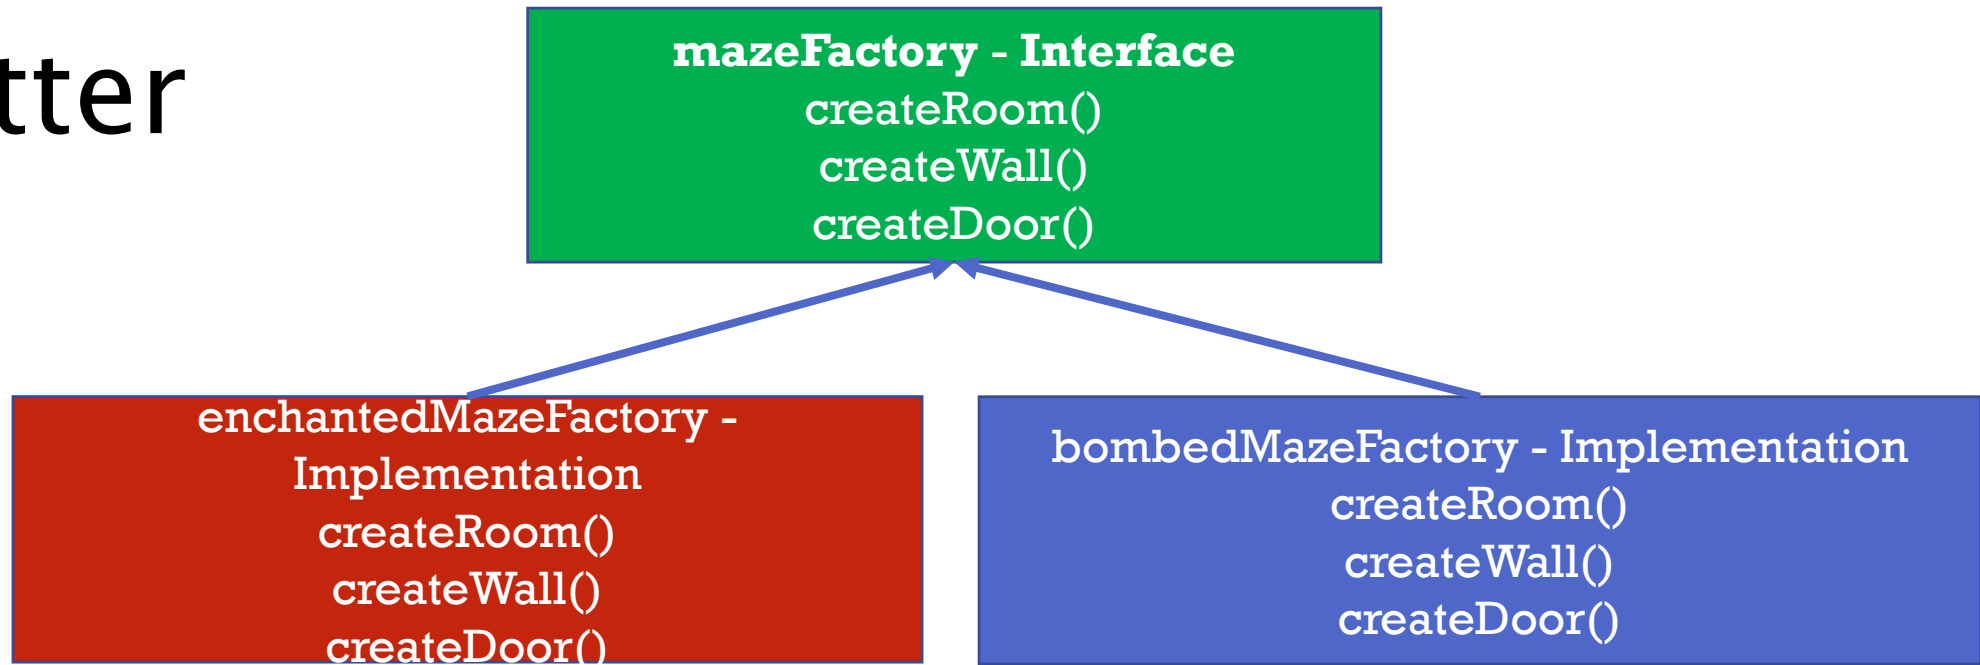 tter
mazeFactory - Interface
createRoom()
createWall()
createDoor()
enchantedMazeFactory -
Implementation
createRoom()
createWall()
createDoor()
bombedMazeFactory - Implementation
createRoom()
createWall()
createDoor()